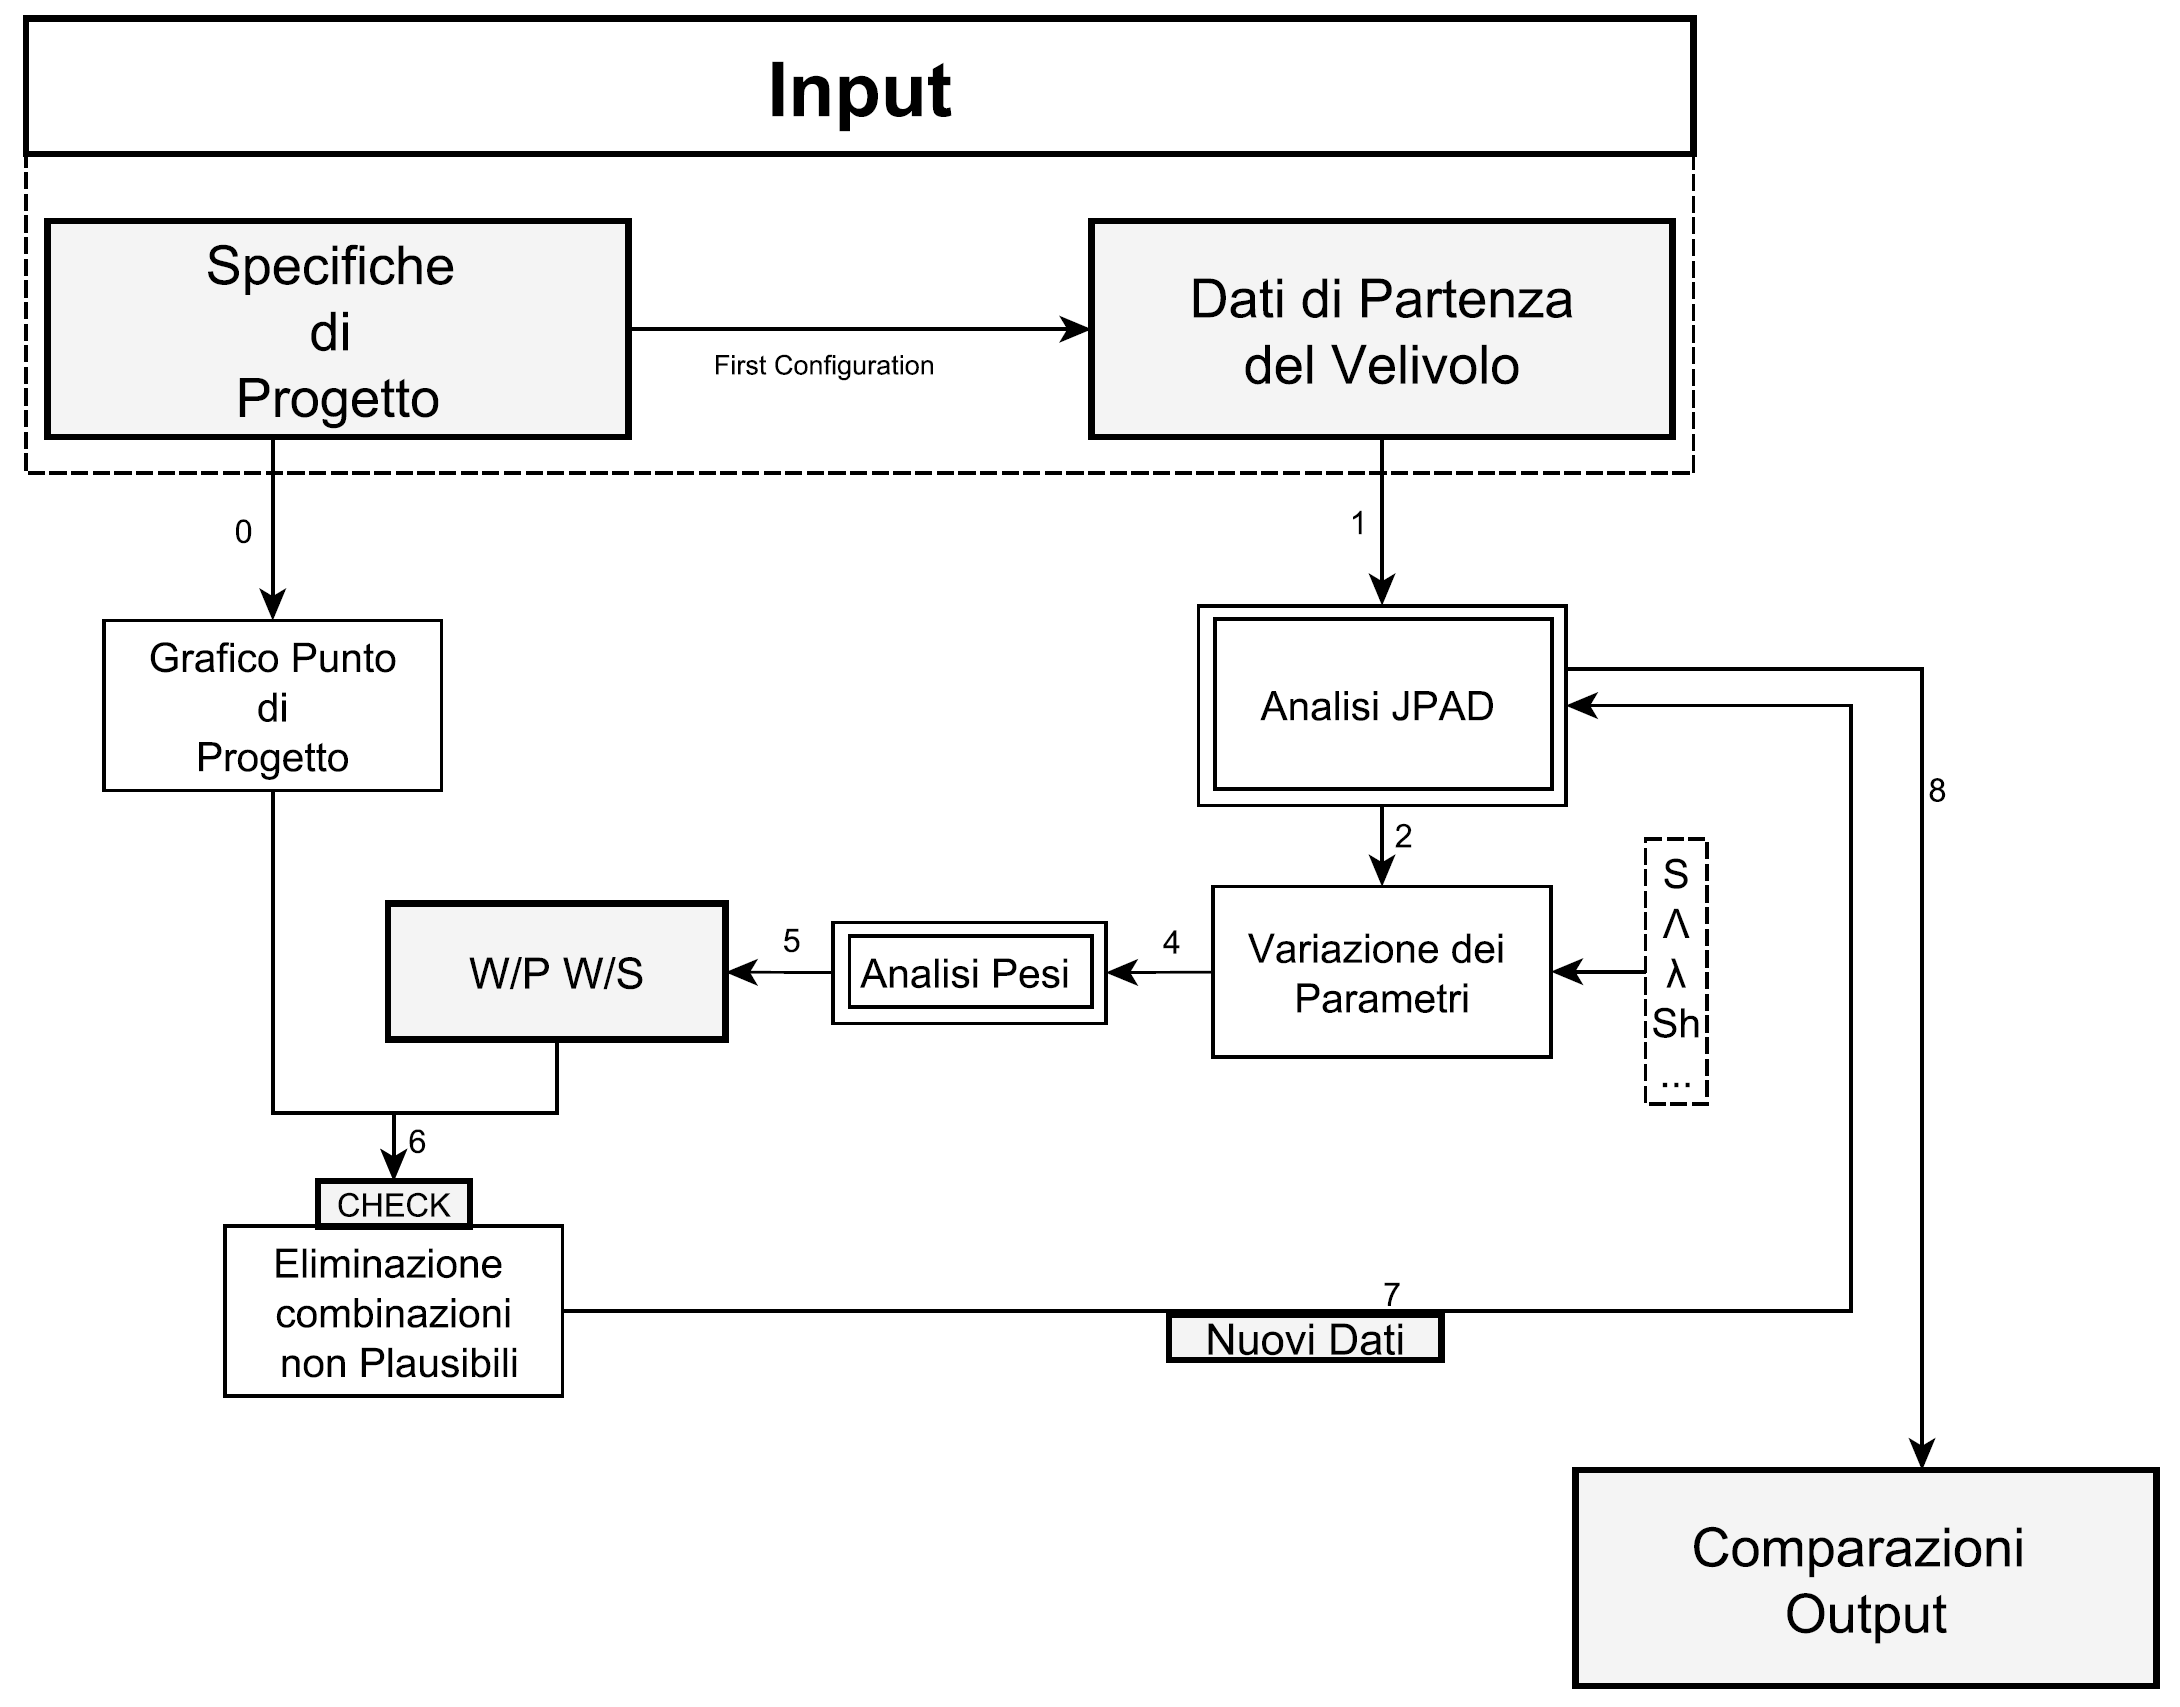 Input
Specifiche
di
Progetto
First Configuration
Dati di Partenza
del Velivolo
0
1
Grafico Punto
di
Progetto
Analisi JPAD
8
2
S
Λ
λ
Sh
...
Variazione dei
Parametri
4
Analisi Pesi
5
W/P W/S
6
CHECK
Eliminazione
combinazioni
non Plausibili
7
Nuovi Dati
Comparazioni
Output